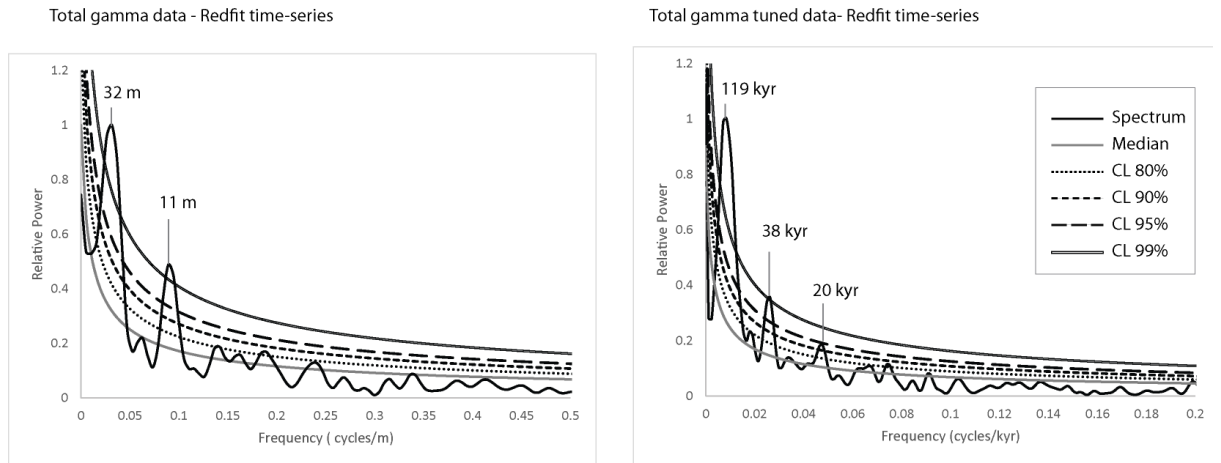 Total gamma data - Redfit time-series
1.2
1
0.8
0.6
0.4
0.2
0
Relative Power
32 m
11 m
0 0.05 0.1 0.15 0.2 0.25 0.3 0.35 0.4 0.45 0.5
Frequency ( cycles/m)
Total gamma tuned data- Redfit time-series
1.2
1
0.8
0.6
0.4
0.2
0
Relative Power
119 kyr
38 kyr
20 kyr
Spectrum
Median
CL 80%
CL 90%
CL 95%
CL 99%
0 0.02 0.04 0.06 0.08 0.1 0.12 0.14 0.16 0.18 0.2
Frequency (cycles/kyr)